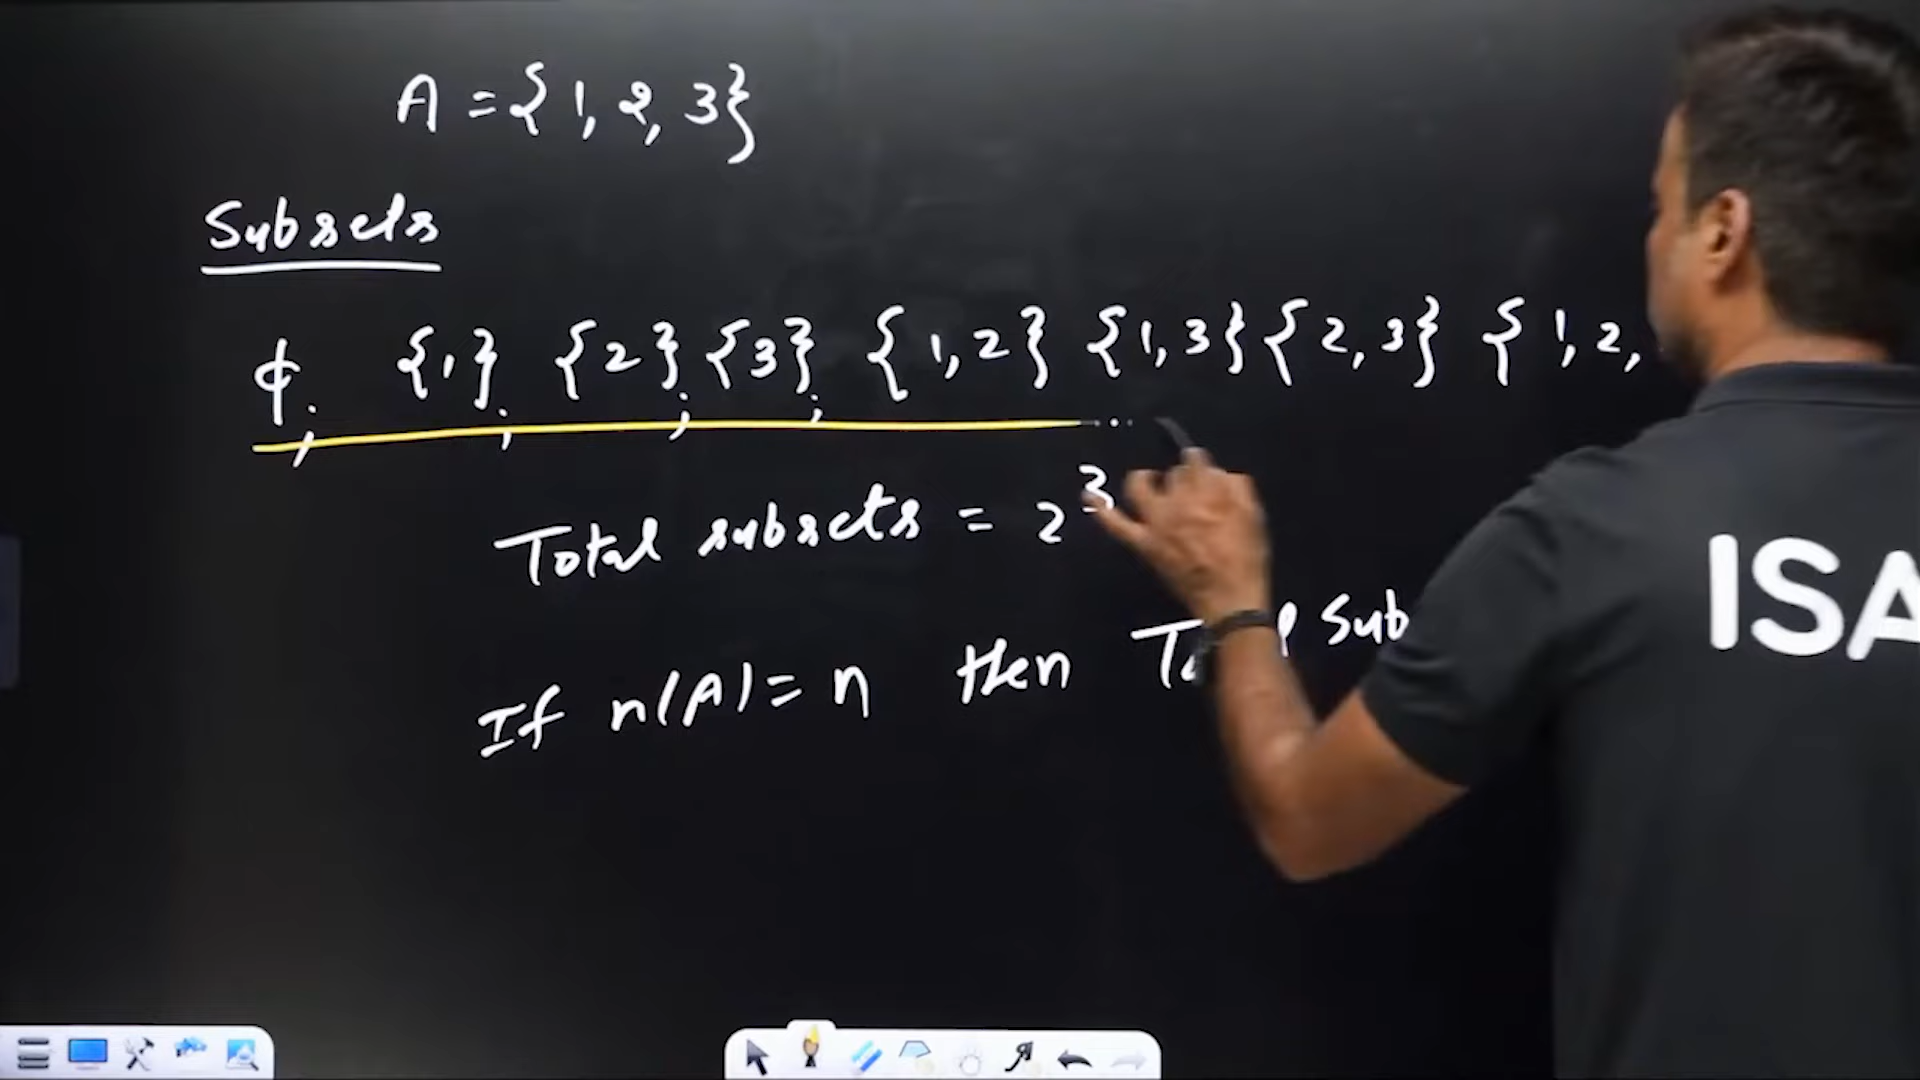 A = {1, 2, 3}
Subsets
ϕ, {1}, {2}, {3}, {1,2} {1,3} {2,3} {1,2,
Total subsets = 2³
If n(A) = n then Sub
ISA